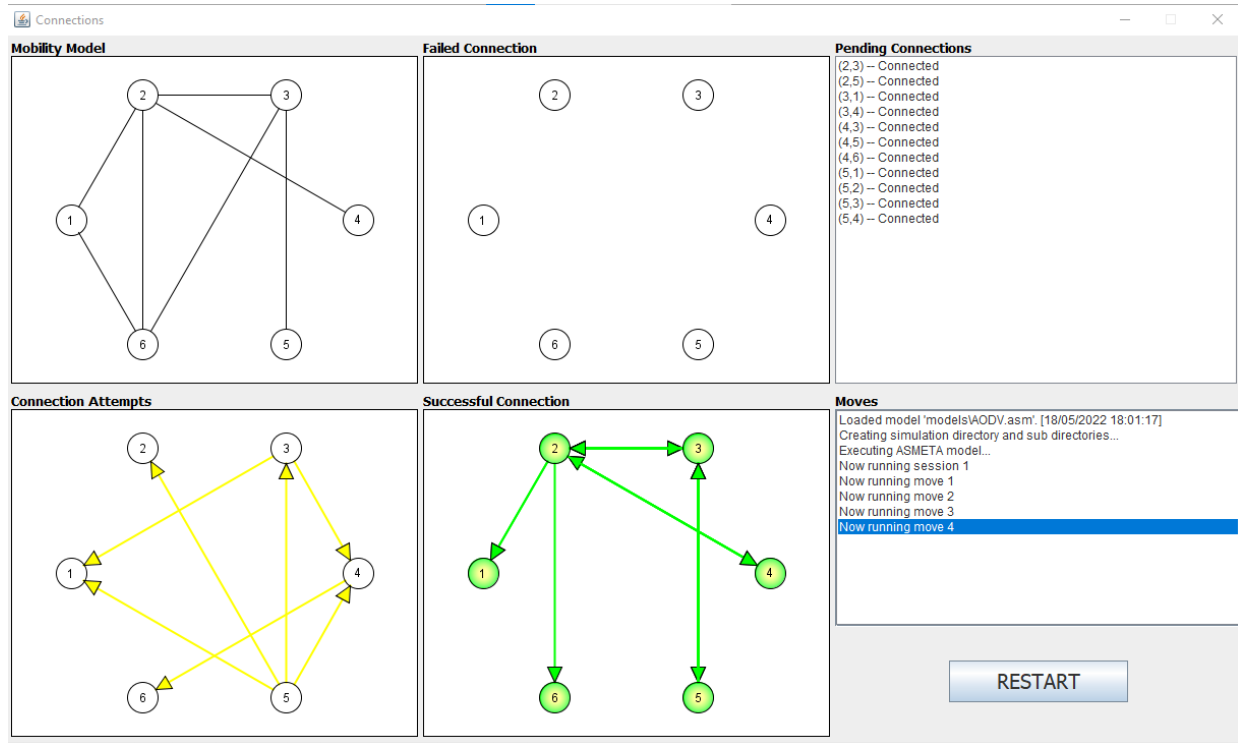 Connections
Mobility Model
2
3
1
4
6
5
Failed Connection
2
3
1
4
6
5
Pending Connections
(2,3) -- Connected
(2,5) -- Connected
(3,1) -- Connected
(3,4) -- Connected
(4,3) -- Connected
(4,5) -- Connected
(4,6) -- Connected
(5,1) -- Connected
(5,2) -- Connected
(5,3) -- Connected
(5,4) -- Connected
Connection Attempts
2
3
1
4
6
5
Successful Connection
2
3
1
4
6
5
Moves
Loaded model 'models\AODV.asm'. [18/05/2022 18:01:17]
Creating simulation directory and sub directories...
Executing ASMETA model...
Now running session 1
Now running move 1
Now running move 2
Now running move 3
Now running move 4
RESTART